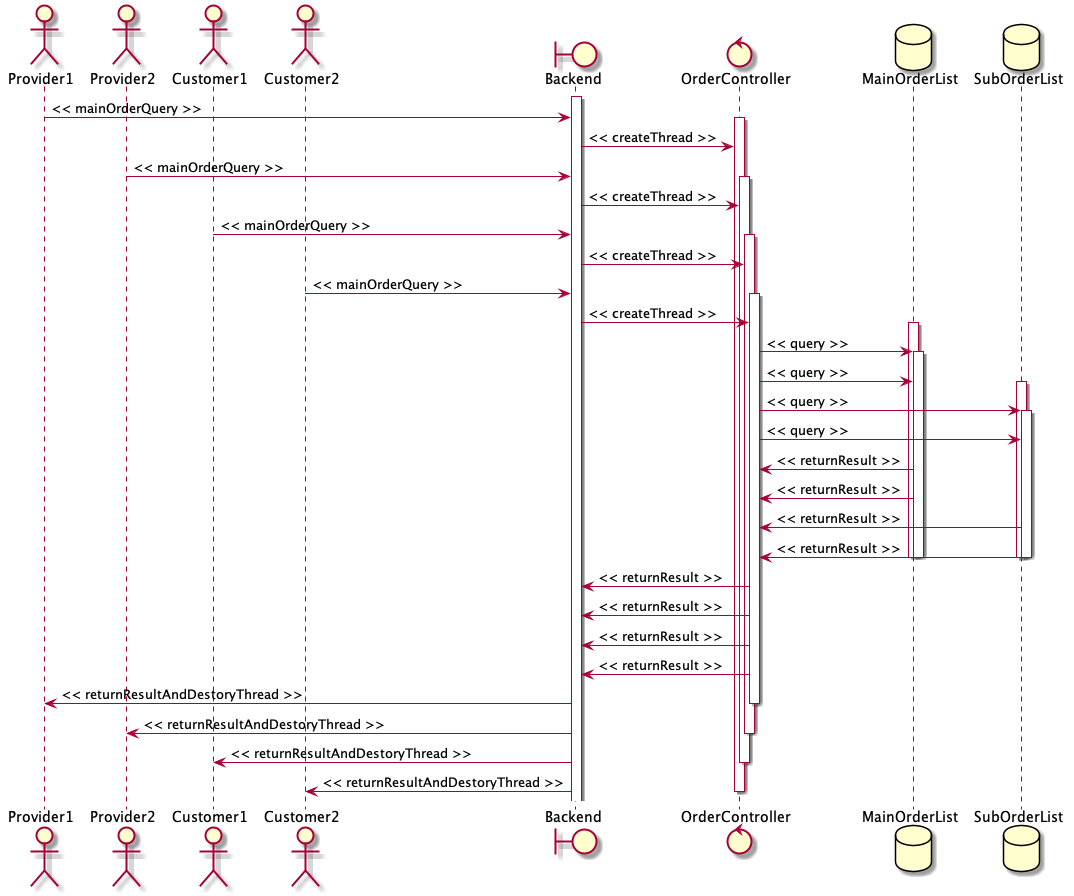 Provider1 Provider2 Customer1 Customer2 Backend OrderController MainOrderList SubOrderList
<< mainOrderQuery >>
<< createThread >>
<< mainOrderQuery >>
<< createThread >>
<< mainOrderQuery >>
<< createThread >>
<< mainOrderQuery >>
<< createThread >>
<< query >>
<< query >>
<< query >>
<< query >>
<< returnResult >>
<< returnResult >>
<< returnResult >>
<< returnResult >>
<< returnResult >>
<< returnResult >>
<< returnResult >>
<< returnResult >>
<< returnResultAndDestoryThread >>
<< returnResultAndDestoryThread >>
<< returnResultAndDestoryThread >>
<< returnResultAndDestoryThread >>
Provider1 Provider2 Customer1 Customer2 Backend OrderController MainOrderList SubOrderList